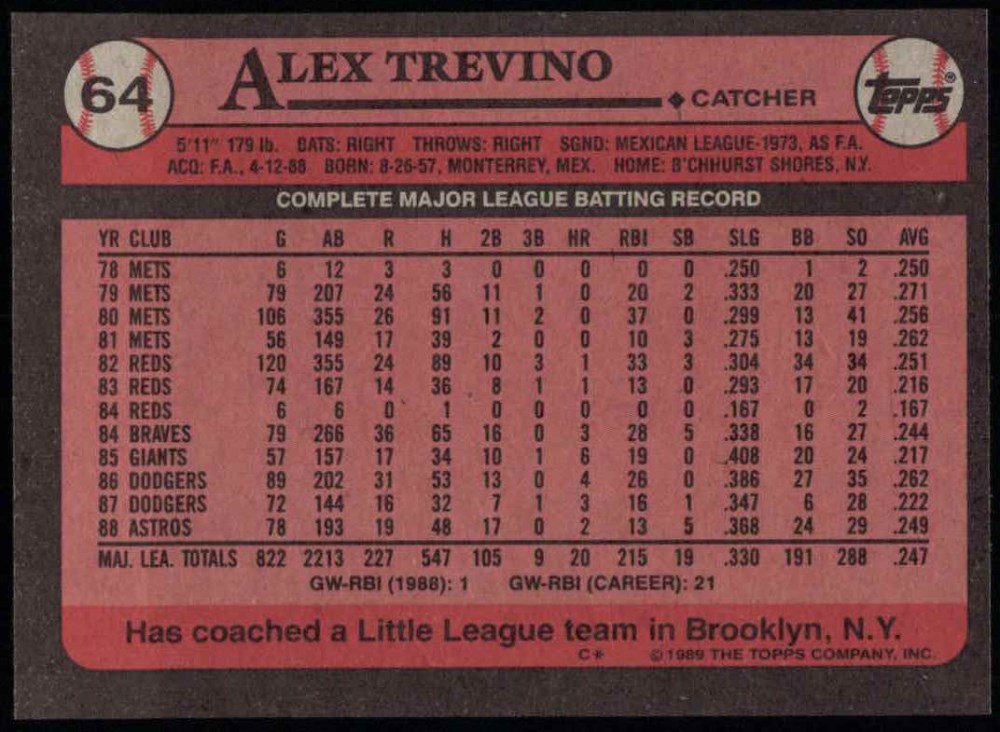 64 ALEX TREVINO CATCHER Topps®
5'11" 179 lb. BATS: RIGHT THROWS: RIGHT SGND: MEXICAN LEAGUE-1973, AS F.A.
ACQ: F.A., 4-12-88 BORN: 8-26-57, MONTERREY, MEX. HOME: B'CHHURST SHORES, N.Y.
COMPLETE MAJOR LEAGUE BATTING RECORD
YR CLUB G AB R H 2B 3B HR RBI SB SLG BB SO AVG
78 METS 6 12 3 3 0 0 0 0 0 .250 1 2 .250
79 METS 79 207 24 56 11 1 0 20 2 .333 20 27 .271
80 METS 106 355 26 91 11 2 0 37 0 .299 13 41 .256
81 METS 56 149 17 39 2 0 0 10 3 .275 13 19 .262
82 REDS 120 355 24 89 10 3 1 33 3 .304 34 34 .251
83 REDS 74 167 14 36 8 1 1 13 0 .293 17 20 .216
84 REDS 6 6 0 1 0 0 0 0 0 .167 0 2 .167
84 BRAVES 79 266 36 65 16 0 3 28 5 .338 16 27 .244
85 GIANTS 57 157 17 34 10 1 6 19 0 .408 20 24 .217
86 DODGERS 89 202 31 53 13 0 4 26 0 .386 27 35 .262
87 DODGERS 72 144 16 32 7 1 3 16 1 .347 6 28 .222
88 ASTROS 78 193 19 48 17 0 2 13 5 .368 24 29 .249
MAJ. LEA. TOTALS 822 2213 227 547 105 9 20 215 19 .330 191 288 .247
GW-RBI (1988): 1 GW-RBI (CAREER): 21
Has coached a Little League team in Brooklyn, N.Y.
C* © 1989 THE TOPPS COMPANY, INC.